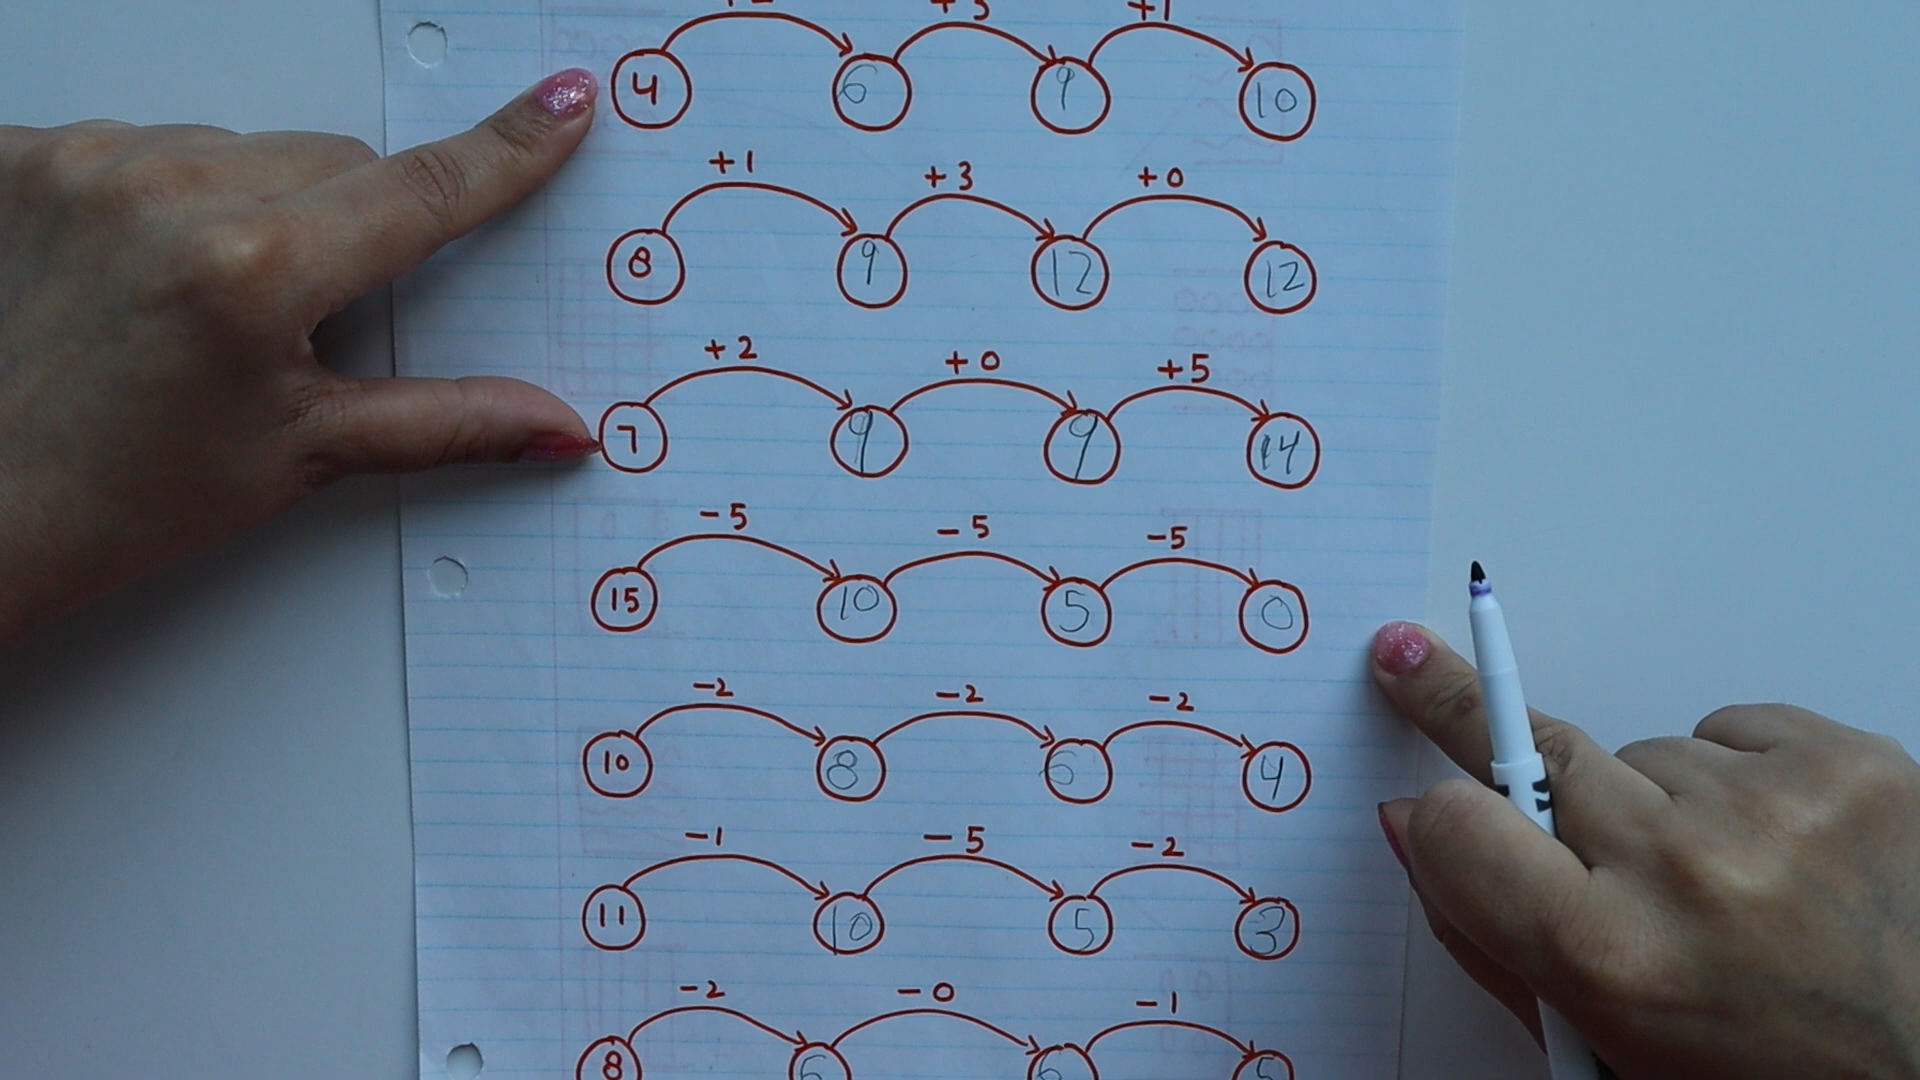 +3 +1
4 6 9 10
+1 +3 +0
8 9 12 12
+2 +0 +5
7 9 9 14
-5 -5 -5
15 10 5 0
-2 -2 -2
10 8 6 4
-1 -5 -2
11 10 5 3
-2 -0 -1
8 6 6 5